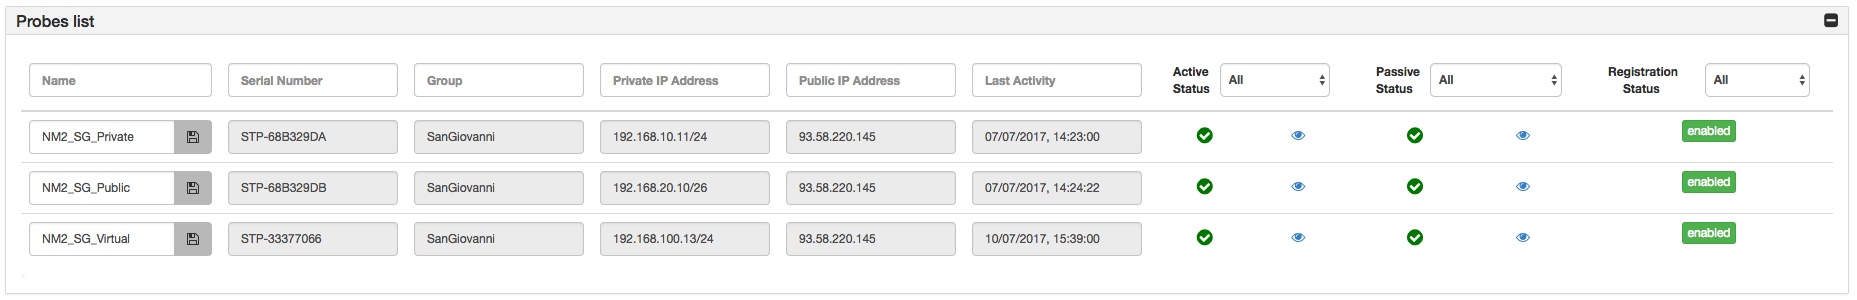 Probes list
Name Serial Number Group Private IP Address Public IP Address Last Activity Active Status All Passive Status All Registration Status All
NM2_SG_Private STP-68B329DA SanGiovanni 192.168.10.11/24 93.58.220.145 07/07/2017, 14:23:00 enabled
NM2_SG_Public STP-68B329DB SanGiovanni 192.168.20.10/26 93.58.220.145 07/07/2017, 14:24:22 enabled
NM2_SG_Virtual STP-33377066 SanGiovanni 192.168.100.13/24 93.58.220.145 10/07/2017, 15:39:00 enabled